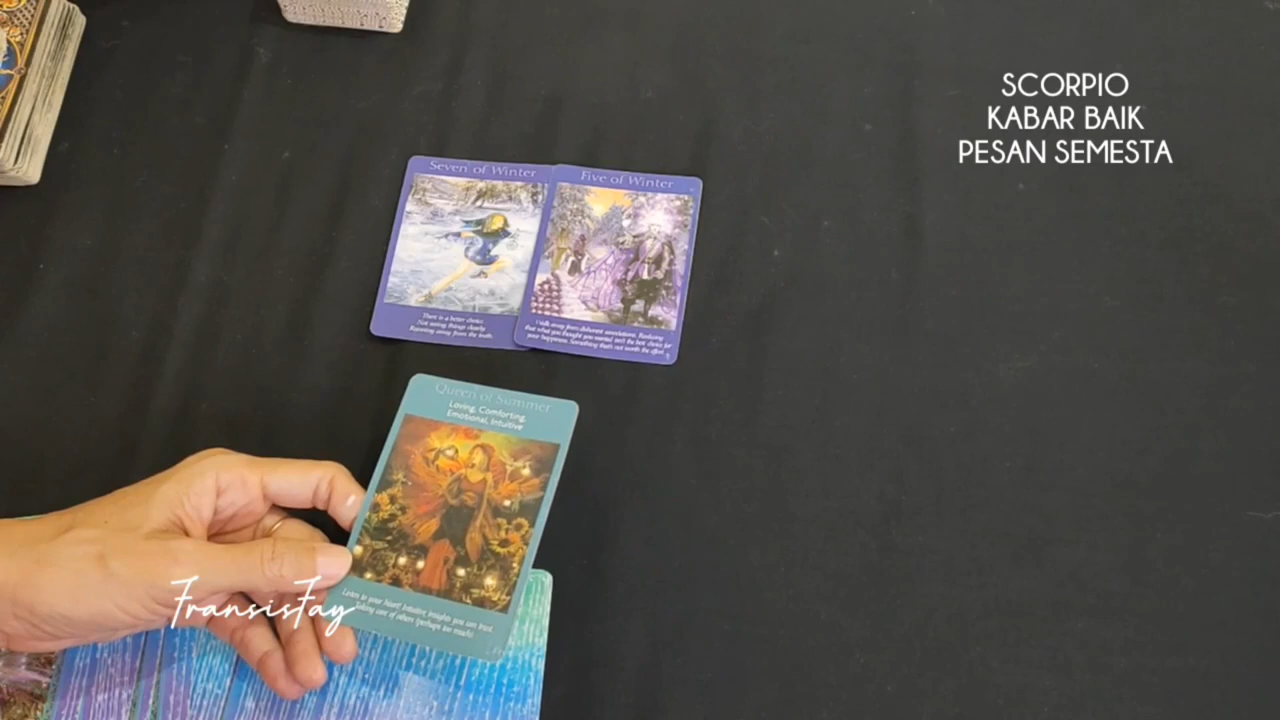 SCORPIO
KABAR BAIK
PESAN SEMESTA
Seven of Winter
There is a better choice.
Not seeing things clearly.
Running away from the truth.
Five of Winter
Walk away from dishonest associations. Realizing
that what you thought you wanted isn't the best choice for
your happiness. Something that's not worth the effort.
Queen of Summer
Loving, Comforting,
Emotional, Intuitive
Listen to your heart! Intuitive insights you can trust.
Taking care of others (perhaps too much).
FransisFay